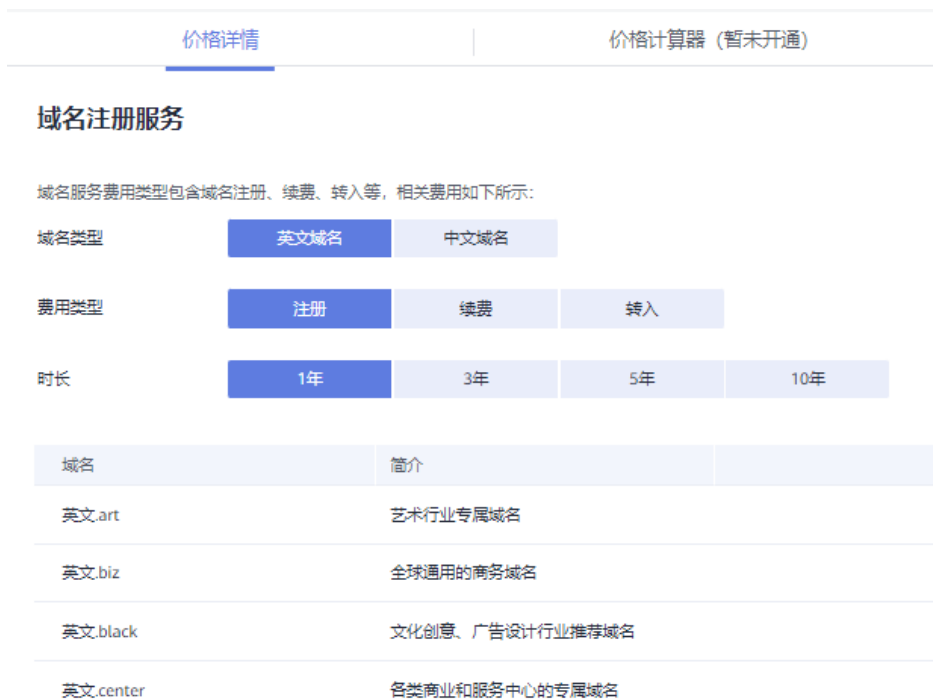 价格详情 价格计算器（暂未开通）
域名注册服务
域名服务费用类型包含域名注册、续费、转入等，相关费用如下所示：
域名类型 英文域名 中文域名
费用类型 注册 续费 转入
时长 1年 3年 5年 10年
域名 简介
英文.art 艺术行业专属域名
英文.biz 全球通用的商务域名
英文.black 文化创意、广告设计行业推荐域名
英文.center 各类商业和服务中心的专属域名